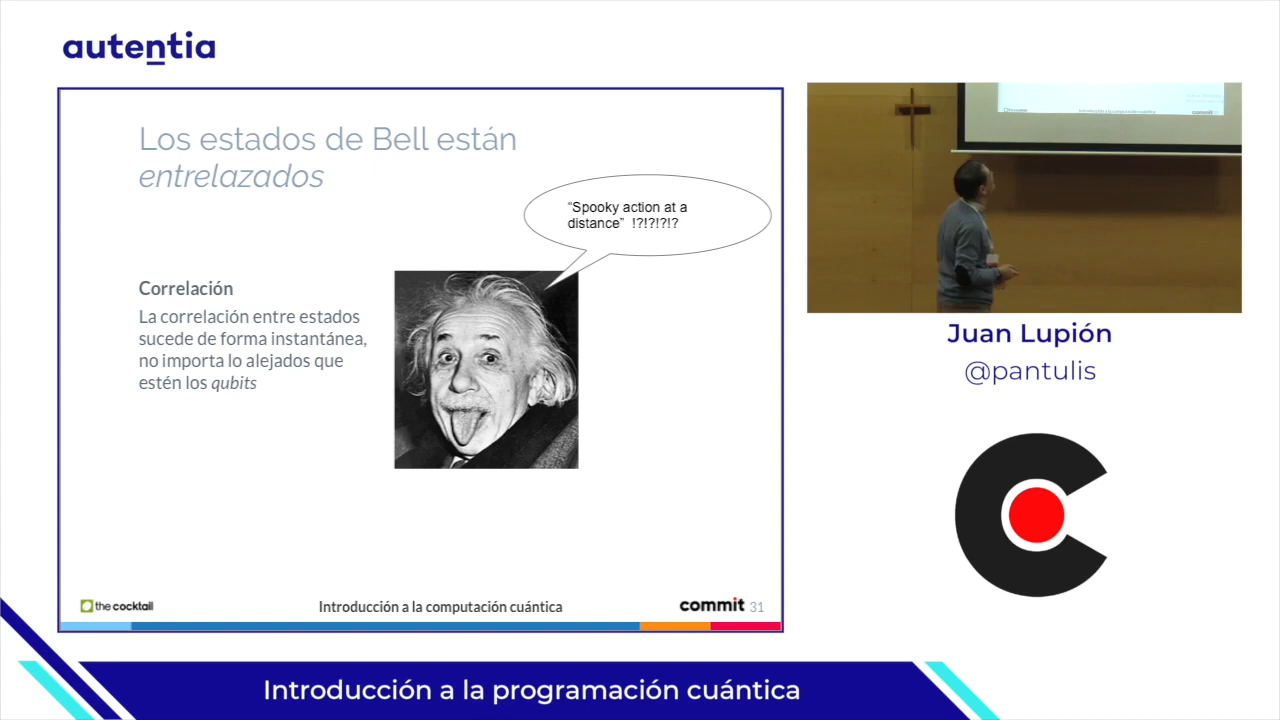 autentia
Los estados de Bell están
entrelazados
“Spooky action at a
distance” !?!?!?!?
Correlación
La correlación entre estados
sucede de forma instantánea,
no importa lo alejados que
estén los qubits
the cocktail
Introducción a la computación cuántica
commit 31
Juan Lupión
@pantulis
Introducción a la programación cuántica